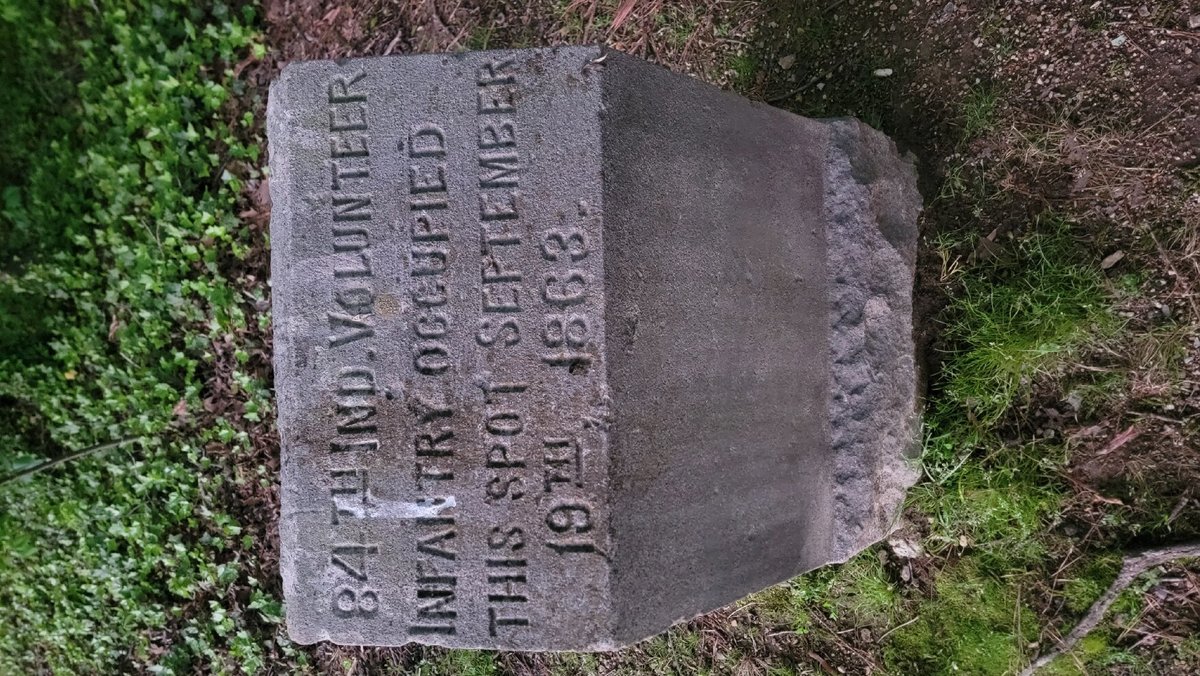 84TH IND. VOLUNTEER
INFANTRY OCCUPIED
THIS SPOT SEPTEMBER
19TH 1863.